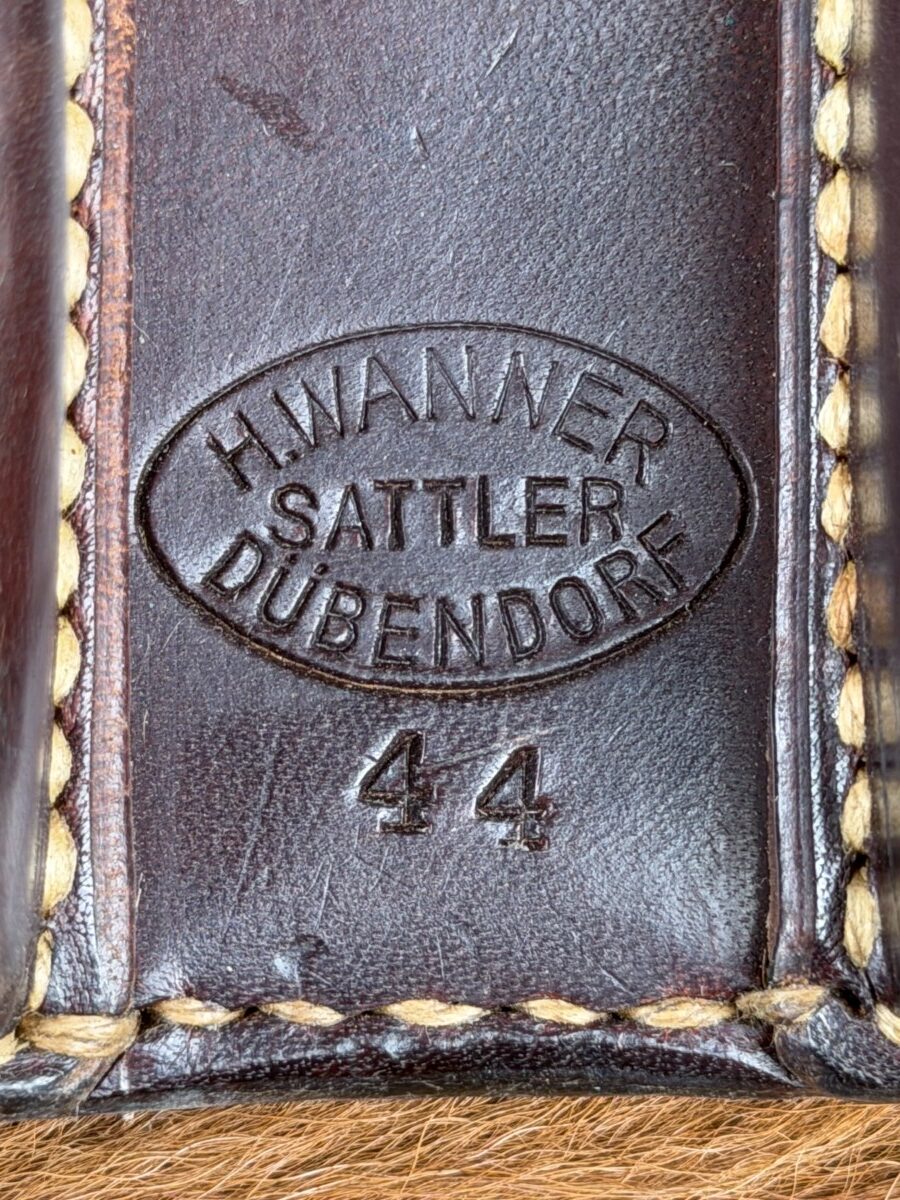 H. WANNER
SATTLER
DÜBENDORF
44